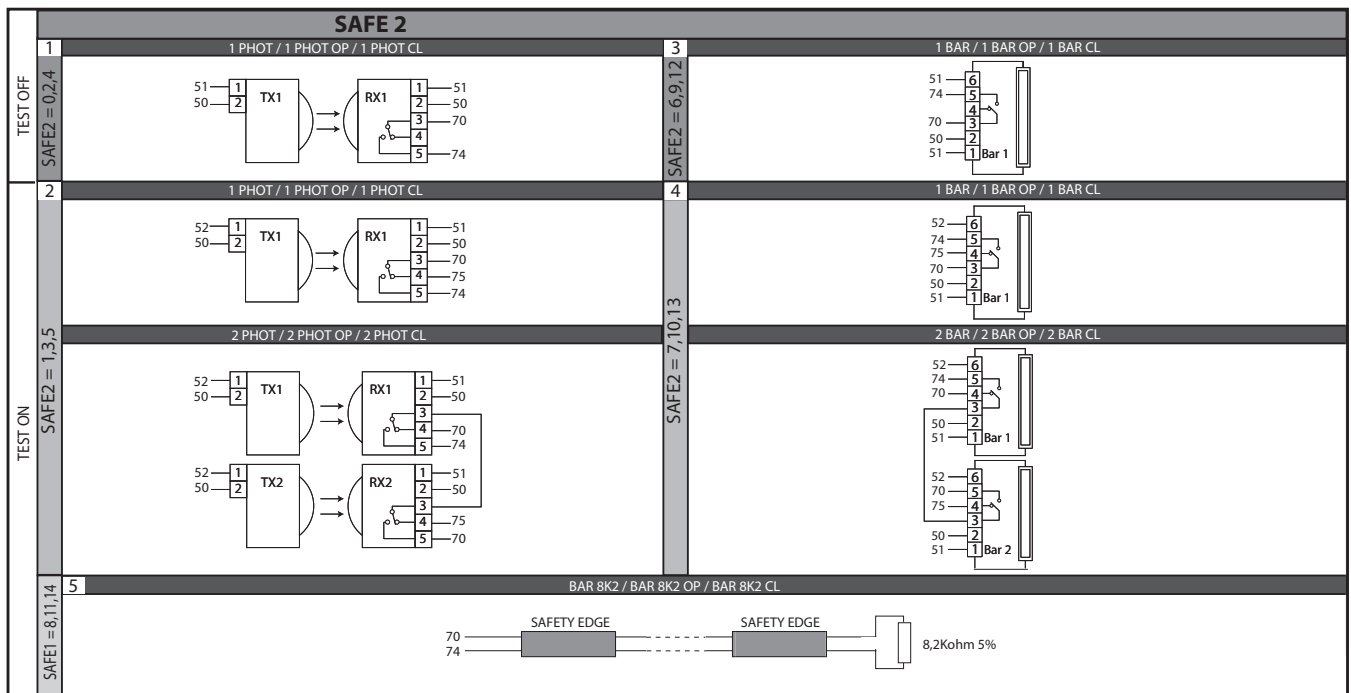 SAFE 2
TEST OFF
SAFE2 = 0,2,4
1
1 PHOT / 1 PHOT OP / 1 PHOT CL
51 1 TX1 RX1 1 51
50 2 2 50
3 70
4
5 74
SAFE2 = 6,9,12
3
1 BAR / 1 BAR OP / 1 BAR CL
51 6
74 5
4
70 3
50 2
51 1 Bar 1
TEST ON
SAFE2 = 1,3,5
2
1 PHOT / 1 PHOT OP / 1 PHOT CL
52 1 TX1 RX1 1 51
50 2 2 50
3 70
4 75
5 74
2 PHOT / 2 PHOT OP / 2 PHOT CL
52 1 TX1 RX1 1 51
50 2 2 50
3
4 70
5 74
52 1 TX2 RX2 1 51
50 2 2 50
3
4 75
5 70
SAFE2 = 7,10,13
4
1 BAR / 1 BAR OP / 1 BAR CL
52 6
74 5
75 4
70 3
50 2
51 1 Bar 1
2 BAR / 2 BAR OP / 2 BAR CL
52 6
74 5
70 4
3
50 2
51 1 Bar 1
52 6
70 5
75 4
3
50 2
51 1 Bar 2
SAFE1 = 8,11,14
5
BAR 8K2 / BAR 8K2 OP / BAR 8K2 CL
SAFETY EDGE SAFETY EDGE
70
74
8,2Kohm 5%